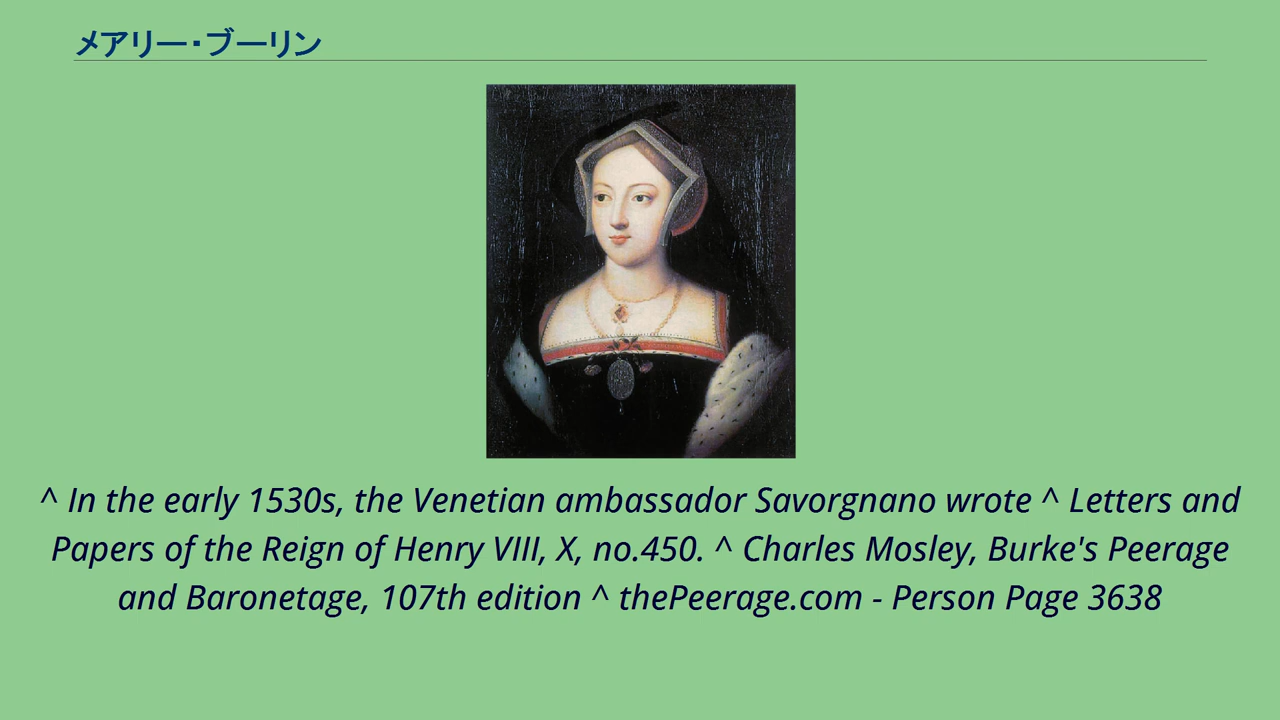 メアリー・ブーリン
^ In the early 1530s, the Venetian ambassador Savorgnano wrote ^ Letters and
Papers of the Reign of Henry VIII, X, no.450. ^ Charles Mosley, Burke's Peerage
and Baronetage, 107th edition ^ thePeerage.com - Person Page 3638